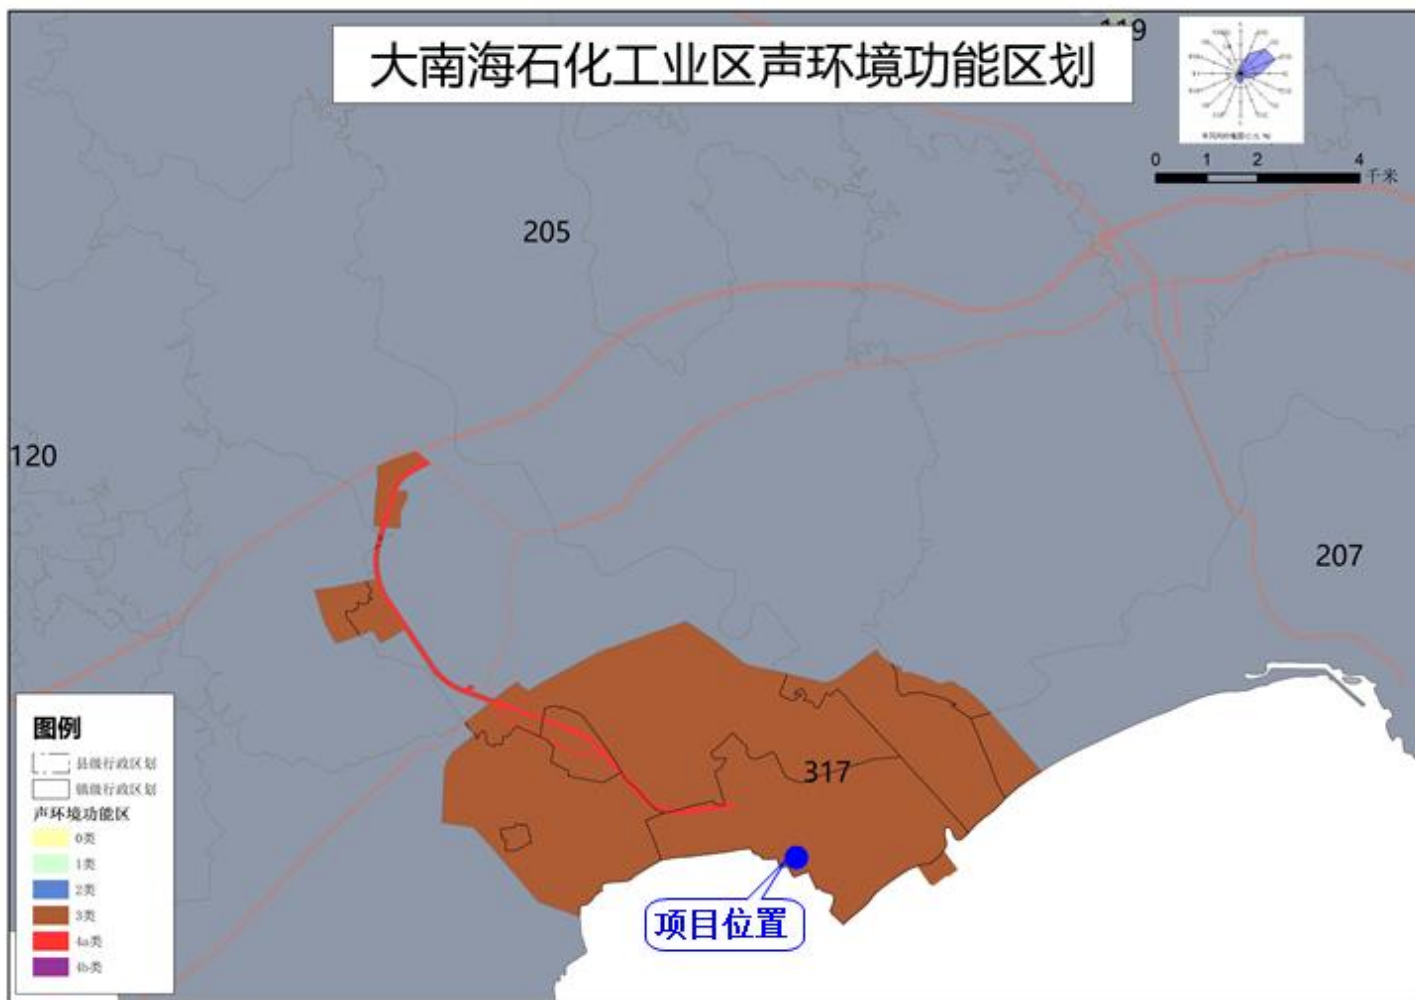 119
大南海石化工业区声环境功能区划
0 1 2 4
千米
205
120
207
317
项目位置
图例
县级行政区划
镇级行政区划
声环境功能区
0类
1类
2类
3类
4a类
4b类